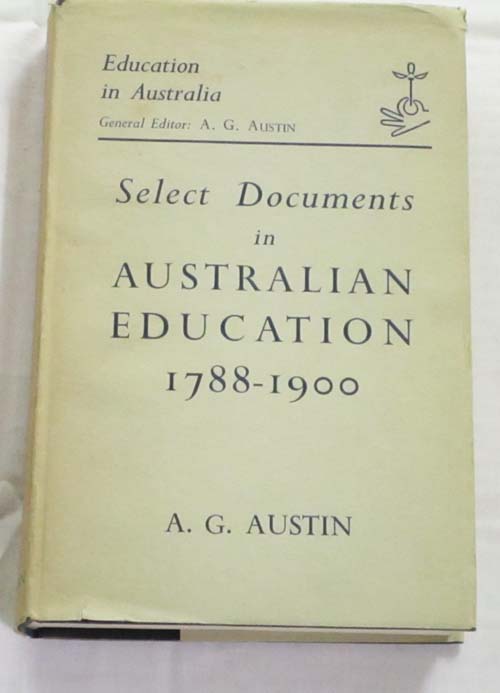 Education
in Australia
General Editor: A. G. AUSTIN
Select Documents
in
AUSTRALIAN
EDUCATION
1788-1900
A. G. AUSTIN